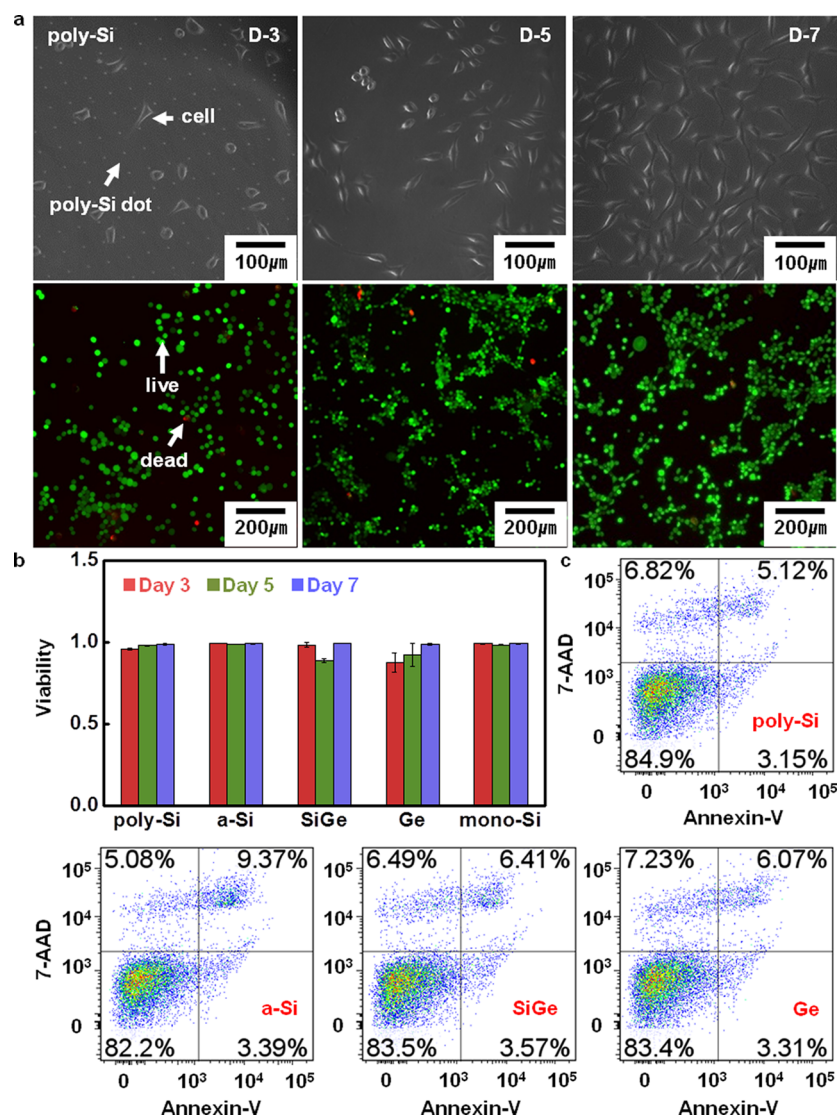 a
poly-Si D-3
cell
poly-Si dot
100㎛
D-5
100㎛
D-7
100㎛
live
dead
200㎛
200㎛
200㎛
b
1.5
1.0
0.5
0.0
Viability
Day 3 Day 5 Day 7
poly-Si a-Si SiGe Ge mono-Si
c
6.82% 5.12%
84.9% 3.15%
poly-Si
7-AAD
10⁵
10⁴
10³
0
0 10³ 10⁴ 10⁵
Annexin-V
5.08% 9.37%
82.2% 3.39%
a-Si
7-AAD
10⁵
10⁴
10³
0
0 10³ 10⁴ 10⁵
Annexin-V
6.49% 6.41%
83.5% 3.57%
SiGe
10⁵
10⁴
10³
0
0 10³ 10⁴ 10⁵
Annexin-V
7.23% 6.07%
83.4% 3.31%
Ge
10⁵
10⁴
10³
0
0 10³ 10⁴ 10⁵
Annexin-V